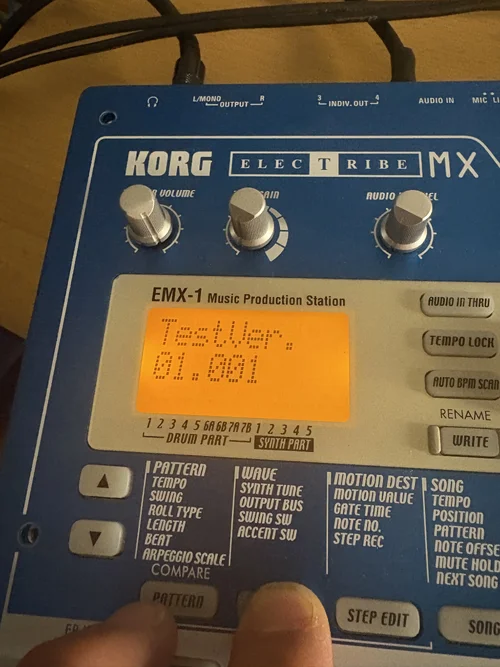 L/MONO R
OUTPUT
3 4
INDIV. OUT
AUDIO IN
MIC
KORG ELECTRIBE MX
VOLUME
GAIN
AUDIO
EMX-1 Music Production Station
TestVer.
01.001
1 2 3 4 5 6A 6B 7A 7B 1 2 3 4 5
DRUM PART SYNTH PART
AUDIO IN THRU
TEMPO LOCK
AUTO BPM SCAN
RENAME
WRITE
PATTERN
TEMPO
SWING
ROLL TYPE
LENGTH
BEAT
ARPEGGIO SCALE
COMPARE
PATTERN
WAVE
SYNTH TUNE
OUTPUT BUS
SWING SW
ACCENT SW
MOTION DEST
MOTION VALUE
GATE TIME
NOTE NO.
STEP REC
STEP EDIT
SONG
TEMPO
POSITION
PATTERN
NOTE OFFSE
MUTE HOLD
NEXT SONG
SONG